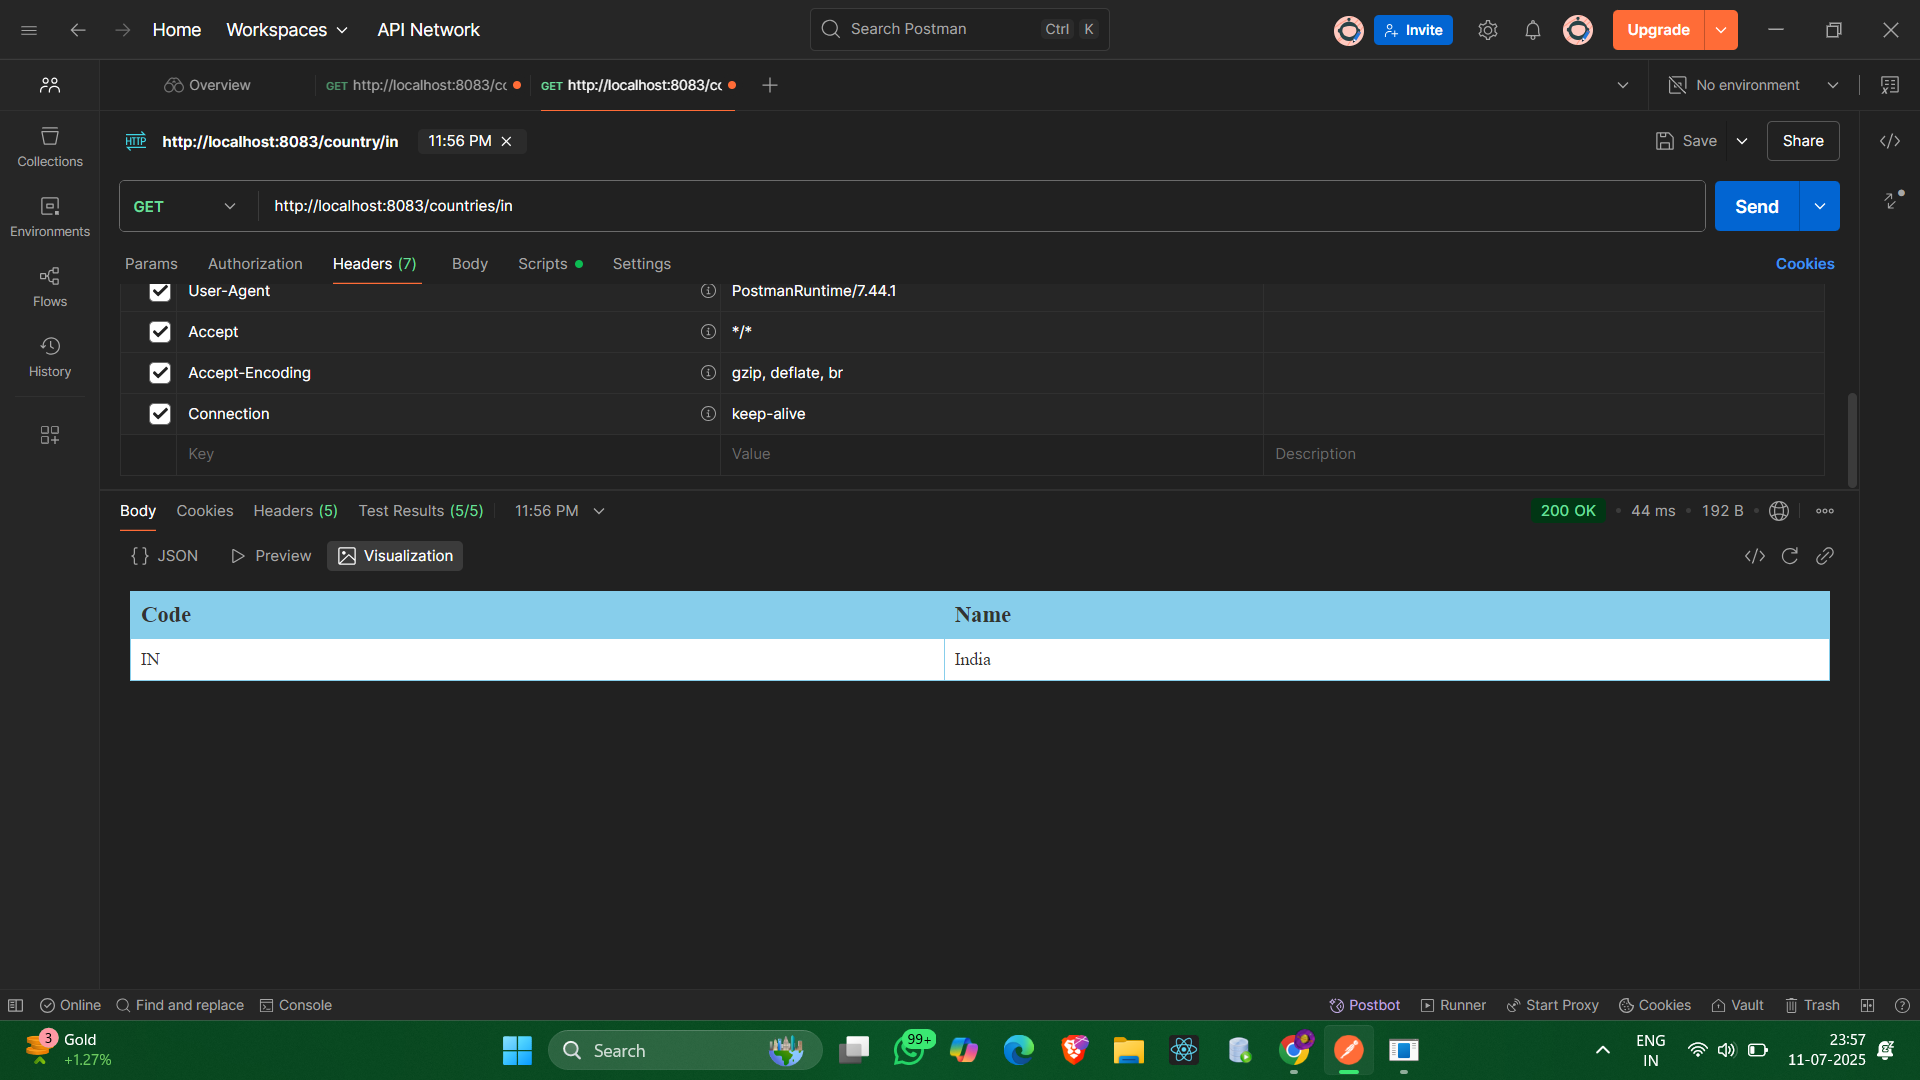 Home Workspaces API Network Search Postman Ctrl K Invite Upgrade
Overview GET http://localhost:8083/cc GET http://localhost:8083/cc No environment
HTTP http://localhost:8083/country/in 11:56 PM Save Share
Collections
GET http://localhost:8083/countries/in Send
Environments
Params Authorization Headers (7) Body Scripts Settings Cookies
User-Agent PostmanRuntime/7.44.1
Flows
Accept */*
Accept-Encoding gzip, deflate, br
History
Connection keep-alive
Key Value Description
Body Cookies Headers (5) Test Results (5/5) 11:56 PM 200 OK 44 ms 192 B
{} JSON Preview Visualization
Code Name
IN India
Online Find and replace Console Postbot Runner Start Proxy Cookies Vault Trash
3 Gold
+1.27%
Search
99+
ENG
IN
23:57
11-07-2025